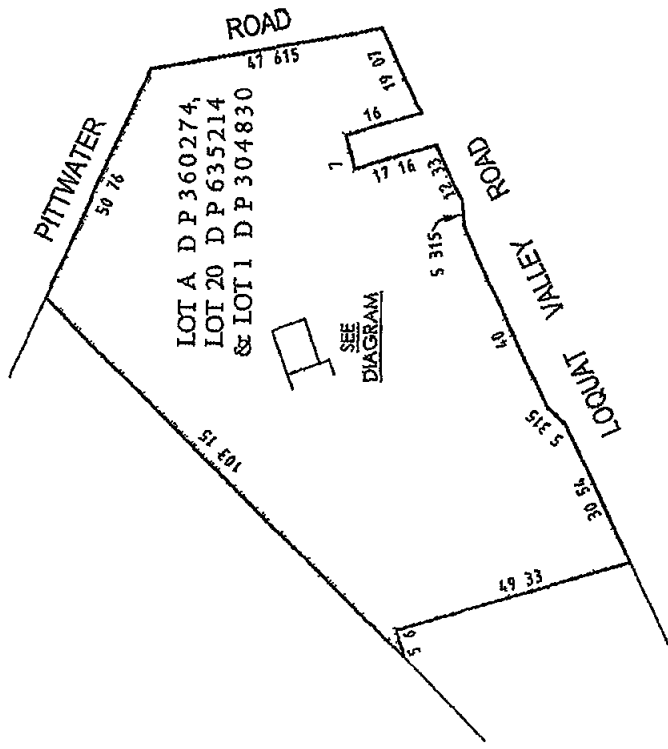 PITTWATER
ROAD
50 76
47 615
LOT A D P 360274,
LOT 20 D P 635214
& LOT 1 D P 304830
19 07
16
7
17 16
12 33
5 315
SEE
DIAGRAM
40
LOQUAT VALLEY ROAD
5 315
30 54
49 33
5 6
103 15